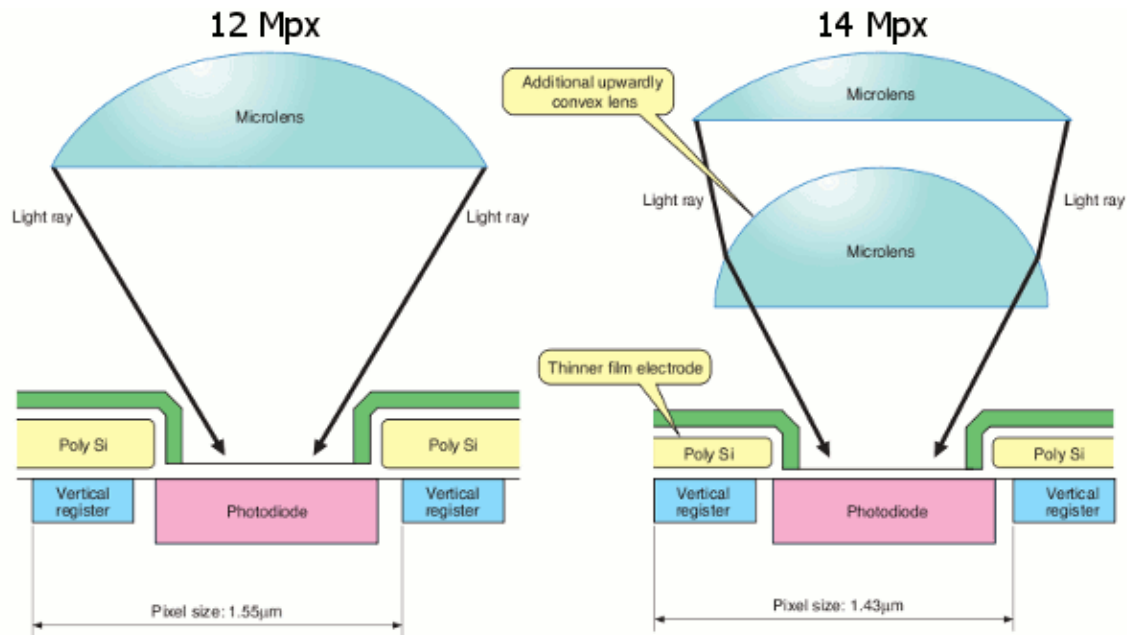 12 Mpx
Microlens
Light ray
Light ray
Poly Si
Poly Si
Vertical
register
Photodiode
Vertical
register
Pixel size: 1.55μm
14 Mpx
Additional upwardly
convex lens
Microlens
Light ray
Light ray
Microlens
Thinner film electrode
Poly Si
Poly Si
Vertical
register
Photodiode
Vertical
register
Pixel size: 1.43μm